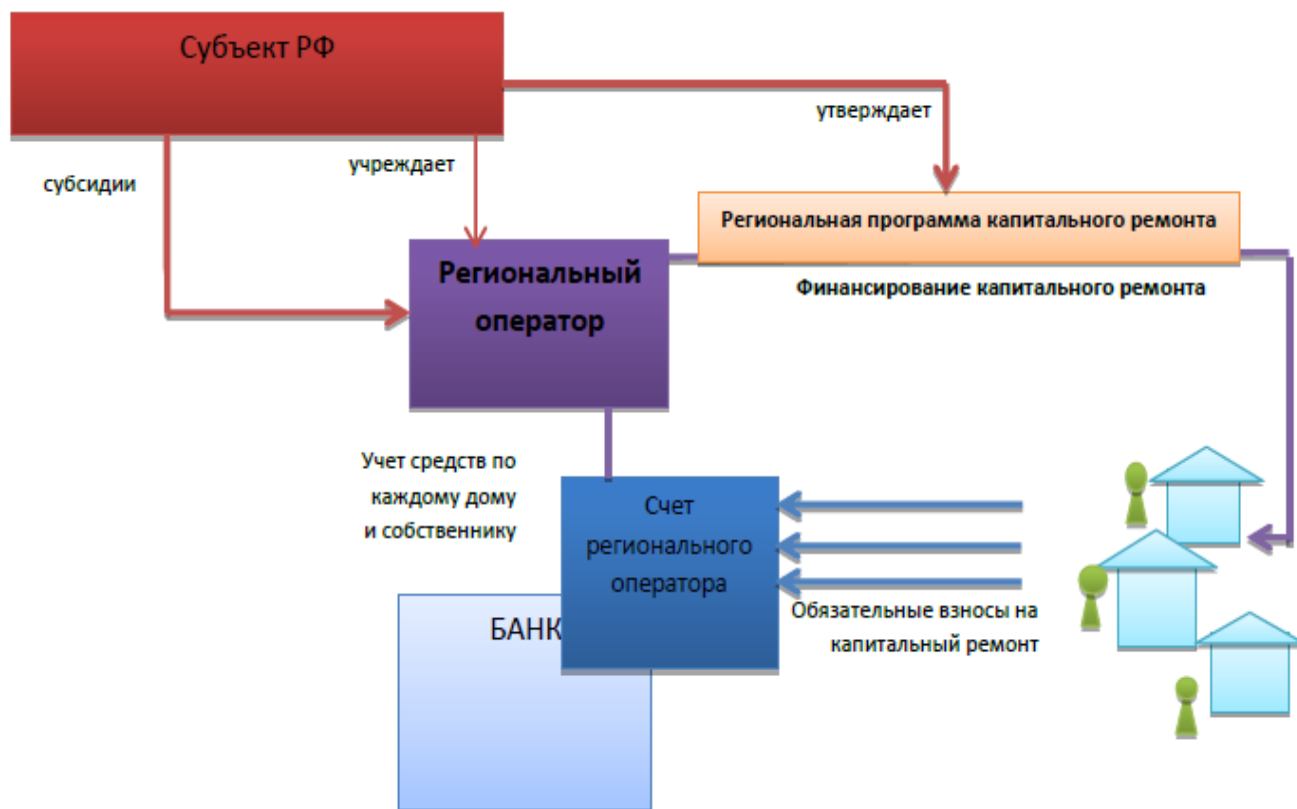 Субъект РФ
утверждает
учреждает
субсидии
Региональная программа капитального ремонта
Региональный
оператор
Финансирование капитального ремонта
Учет средств по
каждому дому
и собственнику
Счет
регионального
оператора
Обязательные взносы на
капитальный ремонт
БАНК